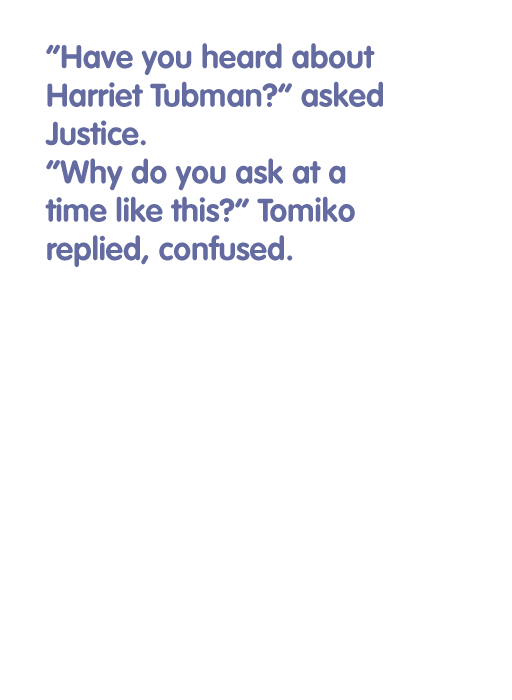 "Have you heard about
Harriet Tubman?" asked
Justice.
"Why do you ask at a
time like this?" Tomiko
replied, confused.